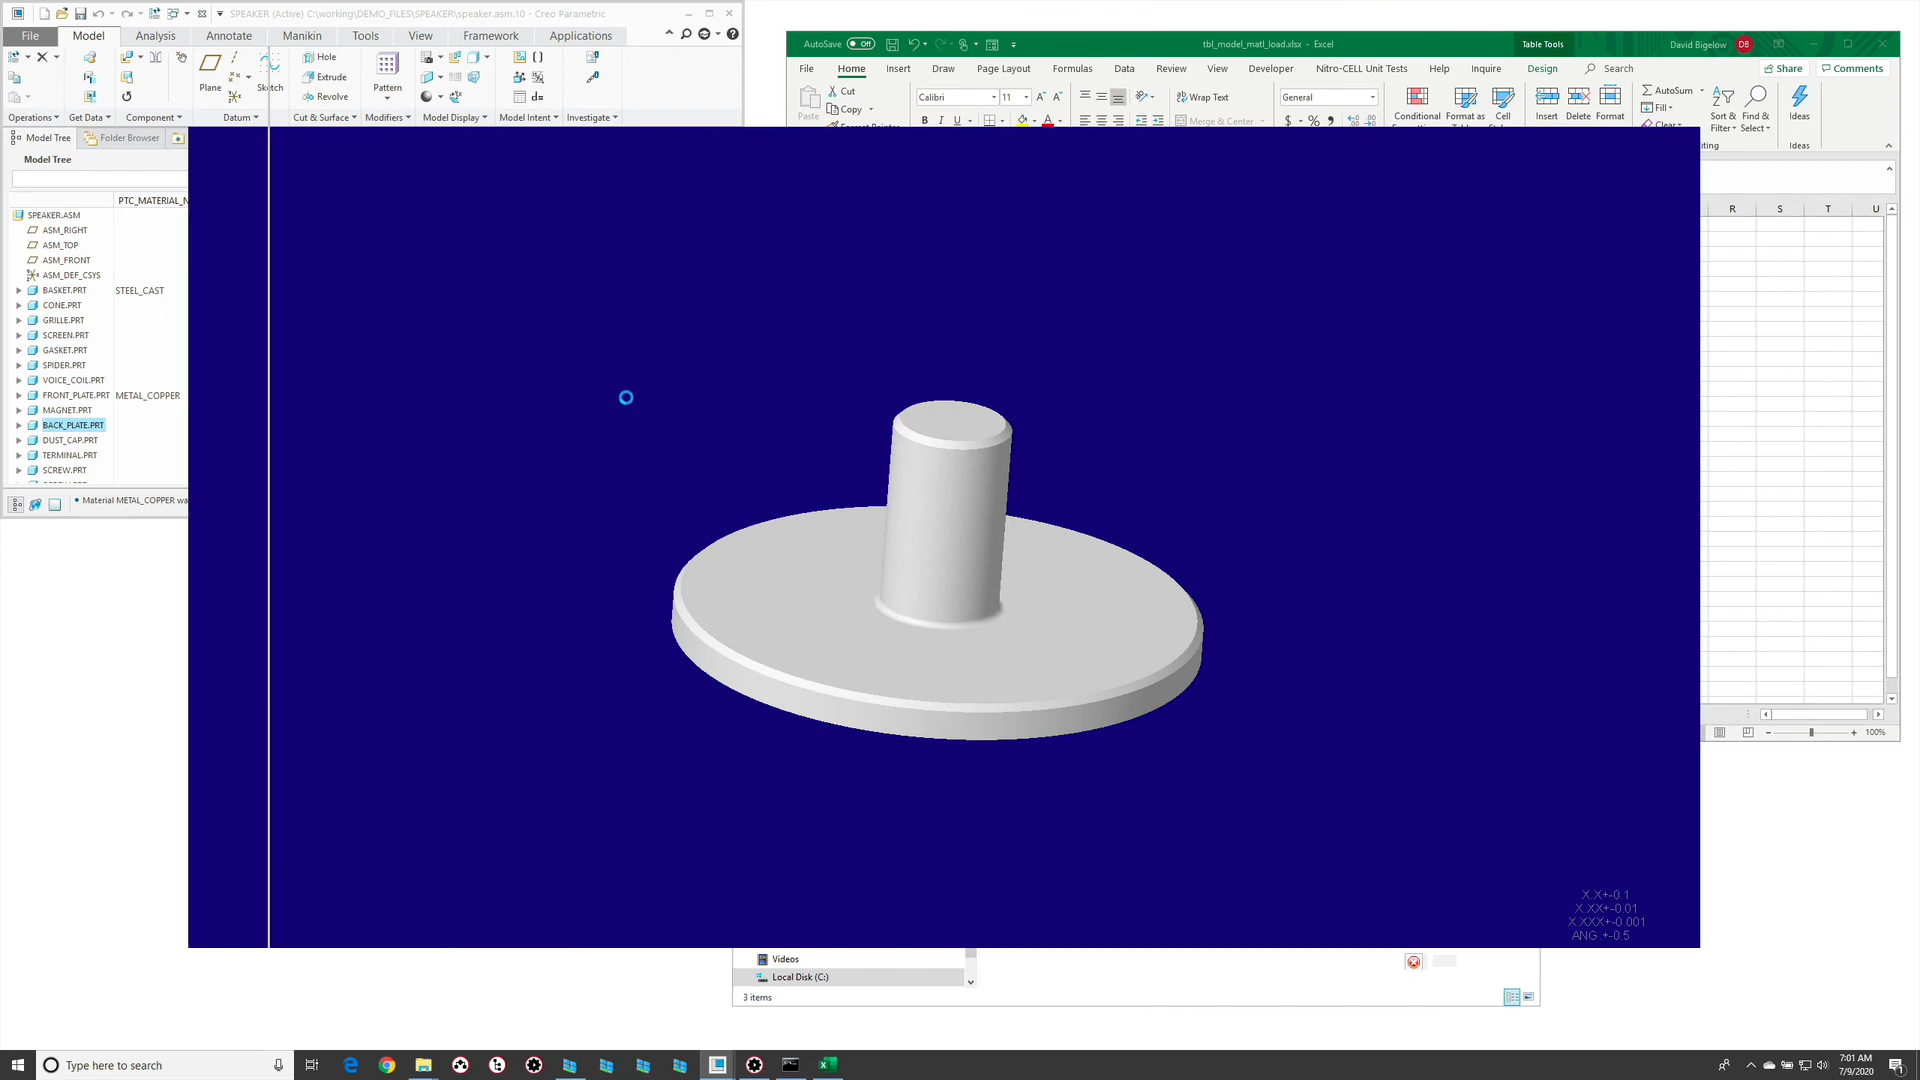 SPEAKER (Active) C:\working\DEMO_FILES\SPEAKER\speaker.asm.10 - Creo Parametric
File Model Analysis Annotate Manikin Tools View Framework Applications
Hole
Extrude
Revolve
Plane
Sketch
Pattern
Operations Get Data Component Datum Cut & Surface Modifiers Model Display Model Intent Investigate
Model Tree Folder Browser
Model Tree
PTC_MATERIAL_N
SPEAKER.ASM
ASM_RIGHT
ASM_TOP
ASM_FRONT
ASM_DEF_CSYS
BASKET.PRT STEEL_CAST
CONE.PRT
GRILLE.PRT
SCREEN.PRT
GASKET.PRT
SPIDER.PRT
VOICE_COIL.PRT
FRONT_PLATE.PRT METAL_COPPER
MAGNET.PRT
BACK_PLATE.PRT
DUST_CAP.PRT
TERMINAL.PRT
SCREW.PRT
• Material METAL_COPPER wa
AutoSave Off tbl_model_matl_load.xlsx - Excel Table Tools David Bigelow DB
File Home Insert Draw Page Layout Formulas Data Review View Developer Nitro-CELL Unit Tests Help Inquire Design Search Share Comments
Paste
Cut
Copy
Format Painter
Calibri 11
B I U
Wrap Text
Merge & Center
General
$ % ,
Conditional Format as Cell
Insert Delete Format
AutoSum
Fill
Clear
Sort & Find &
Filter Select
Ideas
Ideas
R S T U
100%
X.X+-0.1
X.XX+-0.01
X.XXX+-0.001
ANG.+-0.5
Videos
Local Disk (C:)
3 items
Type here to search
7:01 AM
7/9/2020